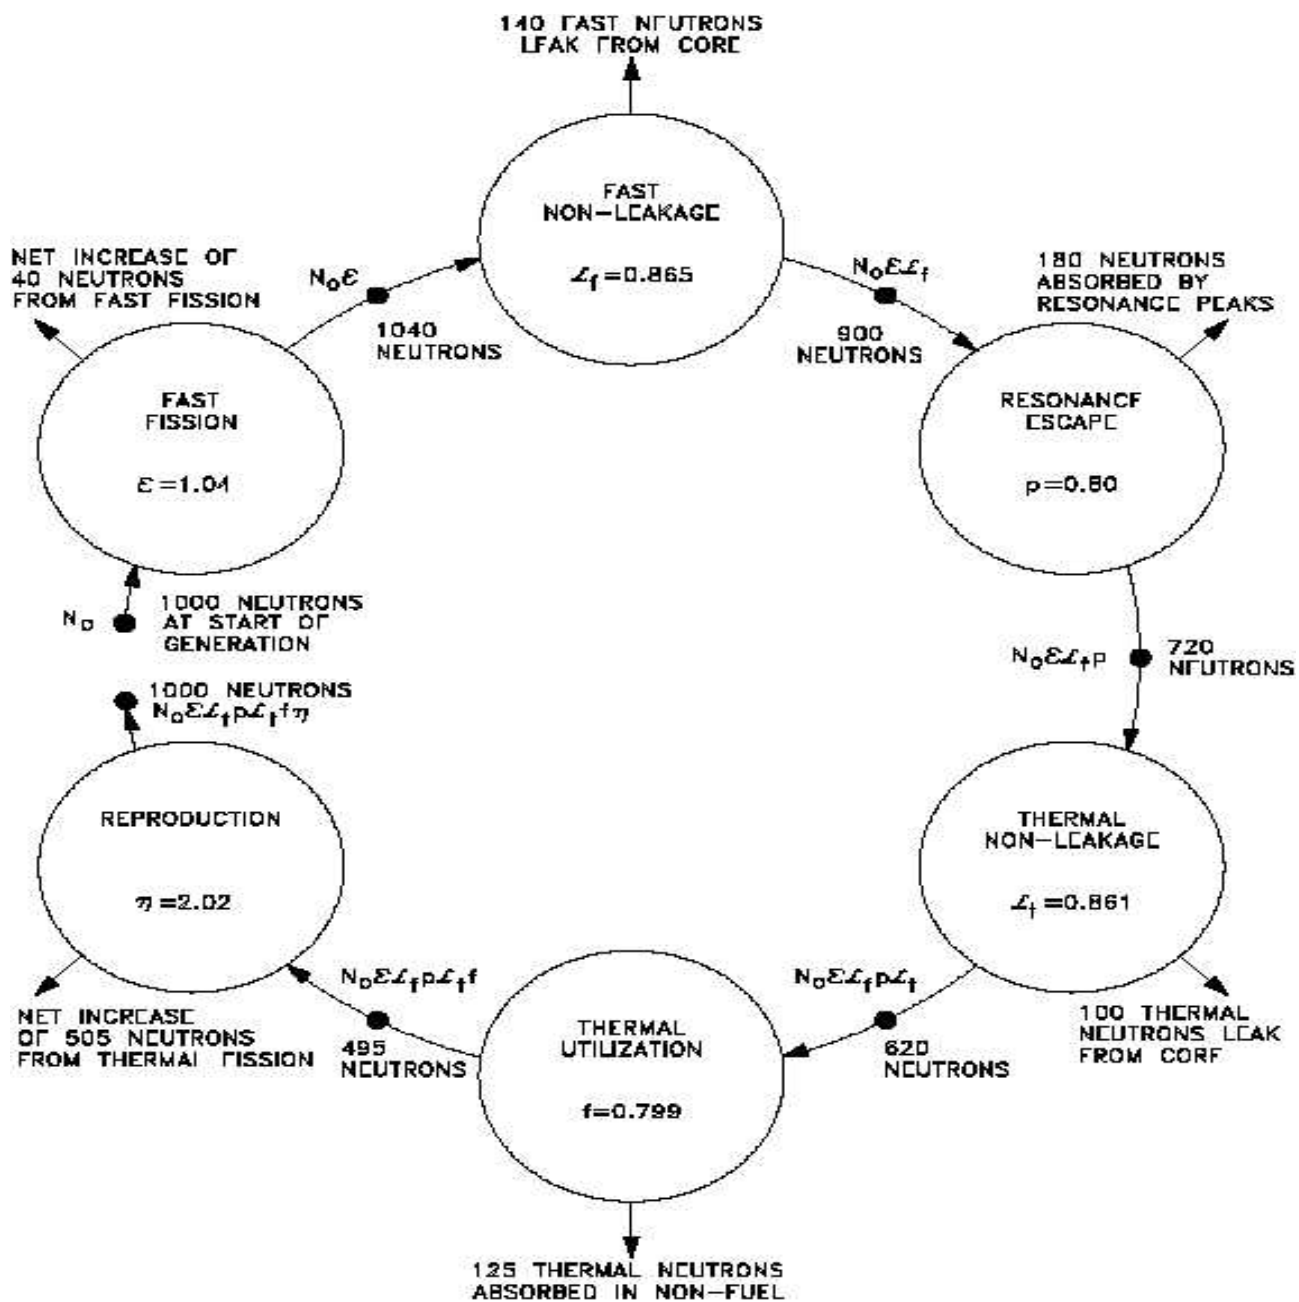 140 FAST NEUTRONS
LEAK FROM CORE
FAST
NON-LEAKAGE
ℒf=0.865
NET INCREASE OF
40 NEUTRONS
FROM FAST FISSION
N₀ε
1040
NEUTRONS
N₀εℒf
900
NEUTRONS
180 NEUTRONS
ABSORBED BY
RESONANCE PEAKS
FAST
FISSION
ε=1.04
RESONANCE
ESCAPE
p=0.80
N₀
1000 NEUTRONS
AT START OF
GENERATION
N₀εℒfp
720
NEUTRONS
1000 NEUTRONS
N₀εℒfpℒtfη
REPRODUCTION
η=2.02
THERMAL
NON-LEAKAGE
ℒt=0.861
NET INCREASE
OF 505 NEUTRONS
FROM THERMAL FISSION
N₀εℒfpℒtf
495
NEUTRONS
THERMAL
UTILIZATION
f=0.799
N₀εℒfpℒt
620
NEUTRONS
100 THERMAL
NEUTRONS LEAK
FROM CORE
125 THERMAL NEUTRONS
ABSORBED IN NON-FUEL